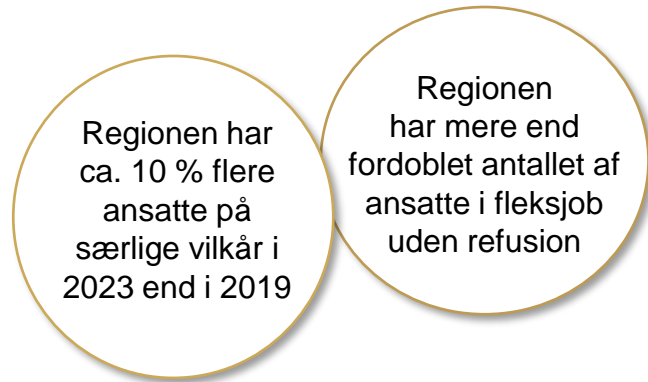 Regionen har
ca. 10 % flere
ansatte på
særlige vilkår i
2023 end i 2019
Regionen
har mere end
fordoblet antallet af
ansatte i fleksjob
uden refusion